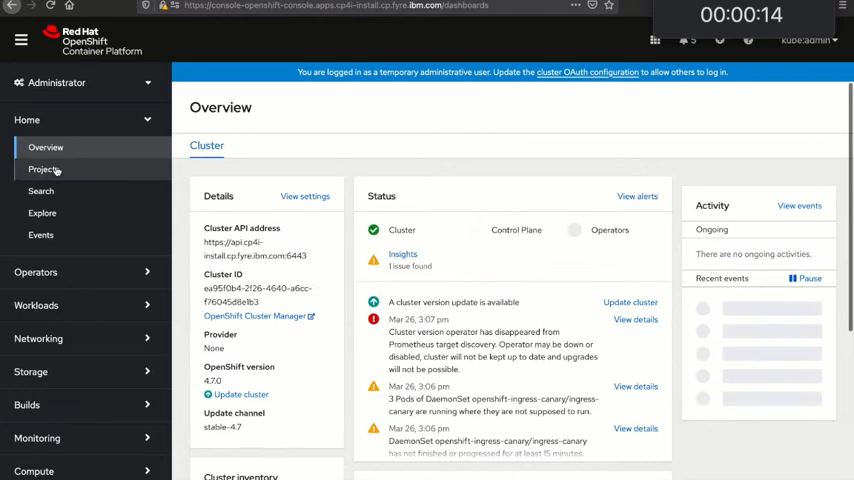 https://console-openshift-console.apps.cp4i-install.cp.fyre.ibm.com/dashboards
00:00:14
Red Hat
OpenShift
Container Platform
5
kube:admin
Administrator
You are logged in as a temporary administrative user. Update the cluster OAuth configuration to allow others to log in.
Home
Overview
Projects
Search
Explore
Events
Operators
Workloads
Networking
Storage
Builds
Monitoring
Compute
Overview
Cluster
Details
View settings
Cluster API address
https://api.cp4i-
install.cp.fyre.ibm.com:6443
Cluster ID
ea95f0b4-2f26-4640-a6cc-
f76045d8e1b3
OpenShift Cluster Manager
Provider
None
OpenShift version
4.7.0
Update cluster
Update channel
stable-4.7
Cluster inventory
Status
View alerts
Cluster
Control Plane
Operators
Insights
1 issue found
A cluster version update is available
Update cluster
Mar 26, 3:07 pm
View details
Cluster version operator has disappeared from
Prometheus target discovery. Operator may be down or
disabled, cluster will not be kept up to date and upgrades
will not be possible.
Mar 26, 3:06 pm
View details
3 Pods of DaemonSet openshift-ingress-canary/ingress-
canary are running where they are not supposed to run.
Mar 26, 3:06 pm
View details
DaemonSet openshift-ingress-canary/ingress-canary
has not finished or progressed for at least 15 minutes.
Activity
View events
Ongoing
There are no ongoing activities.
Recent events
Pause